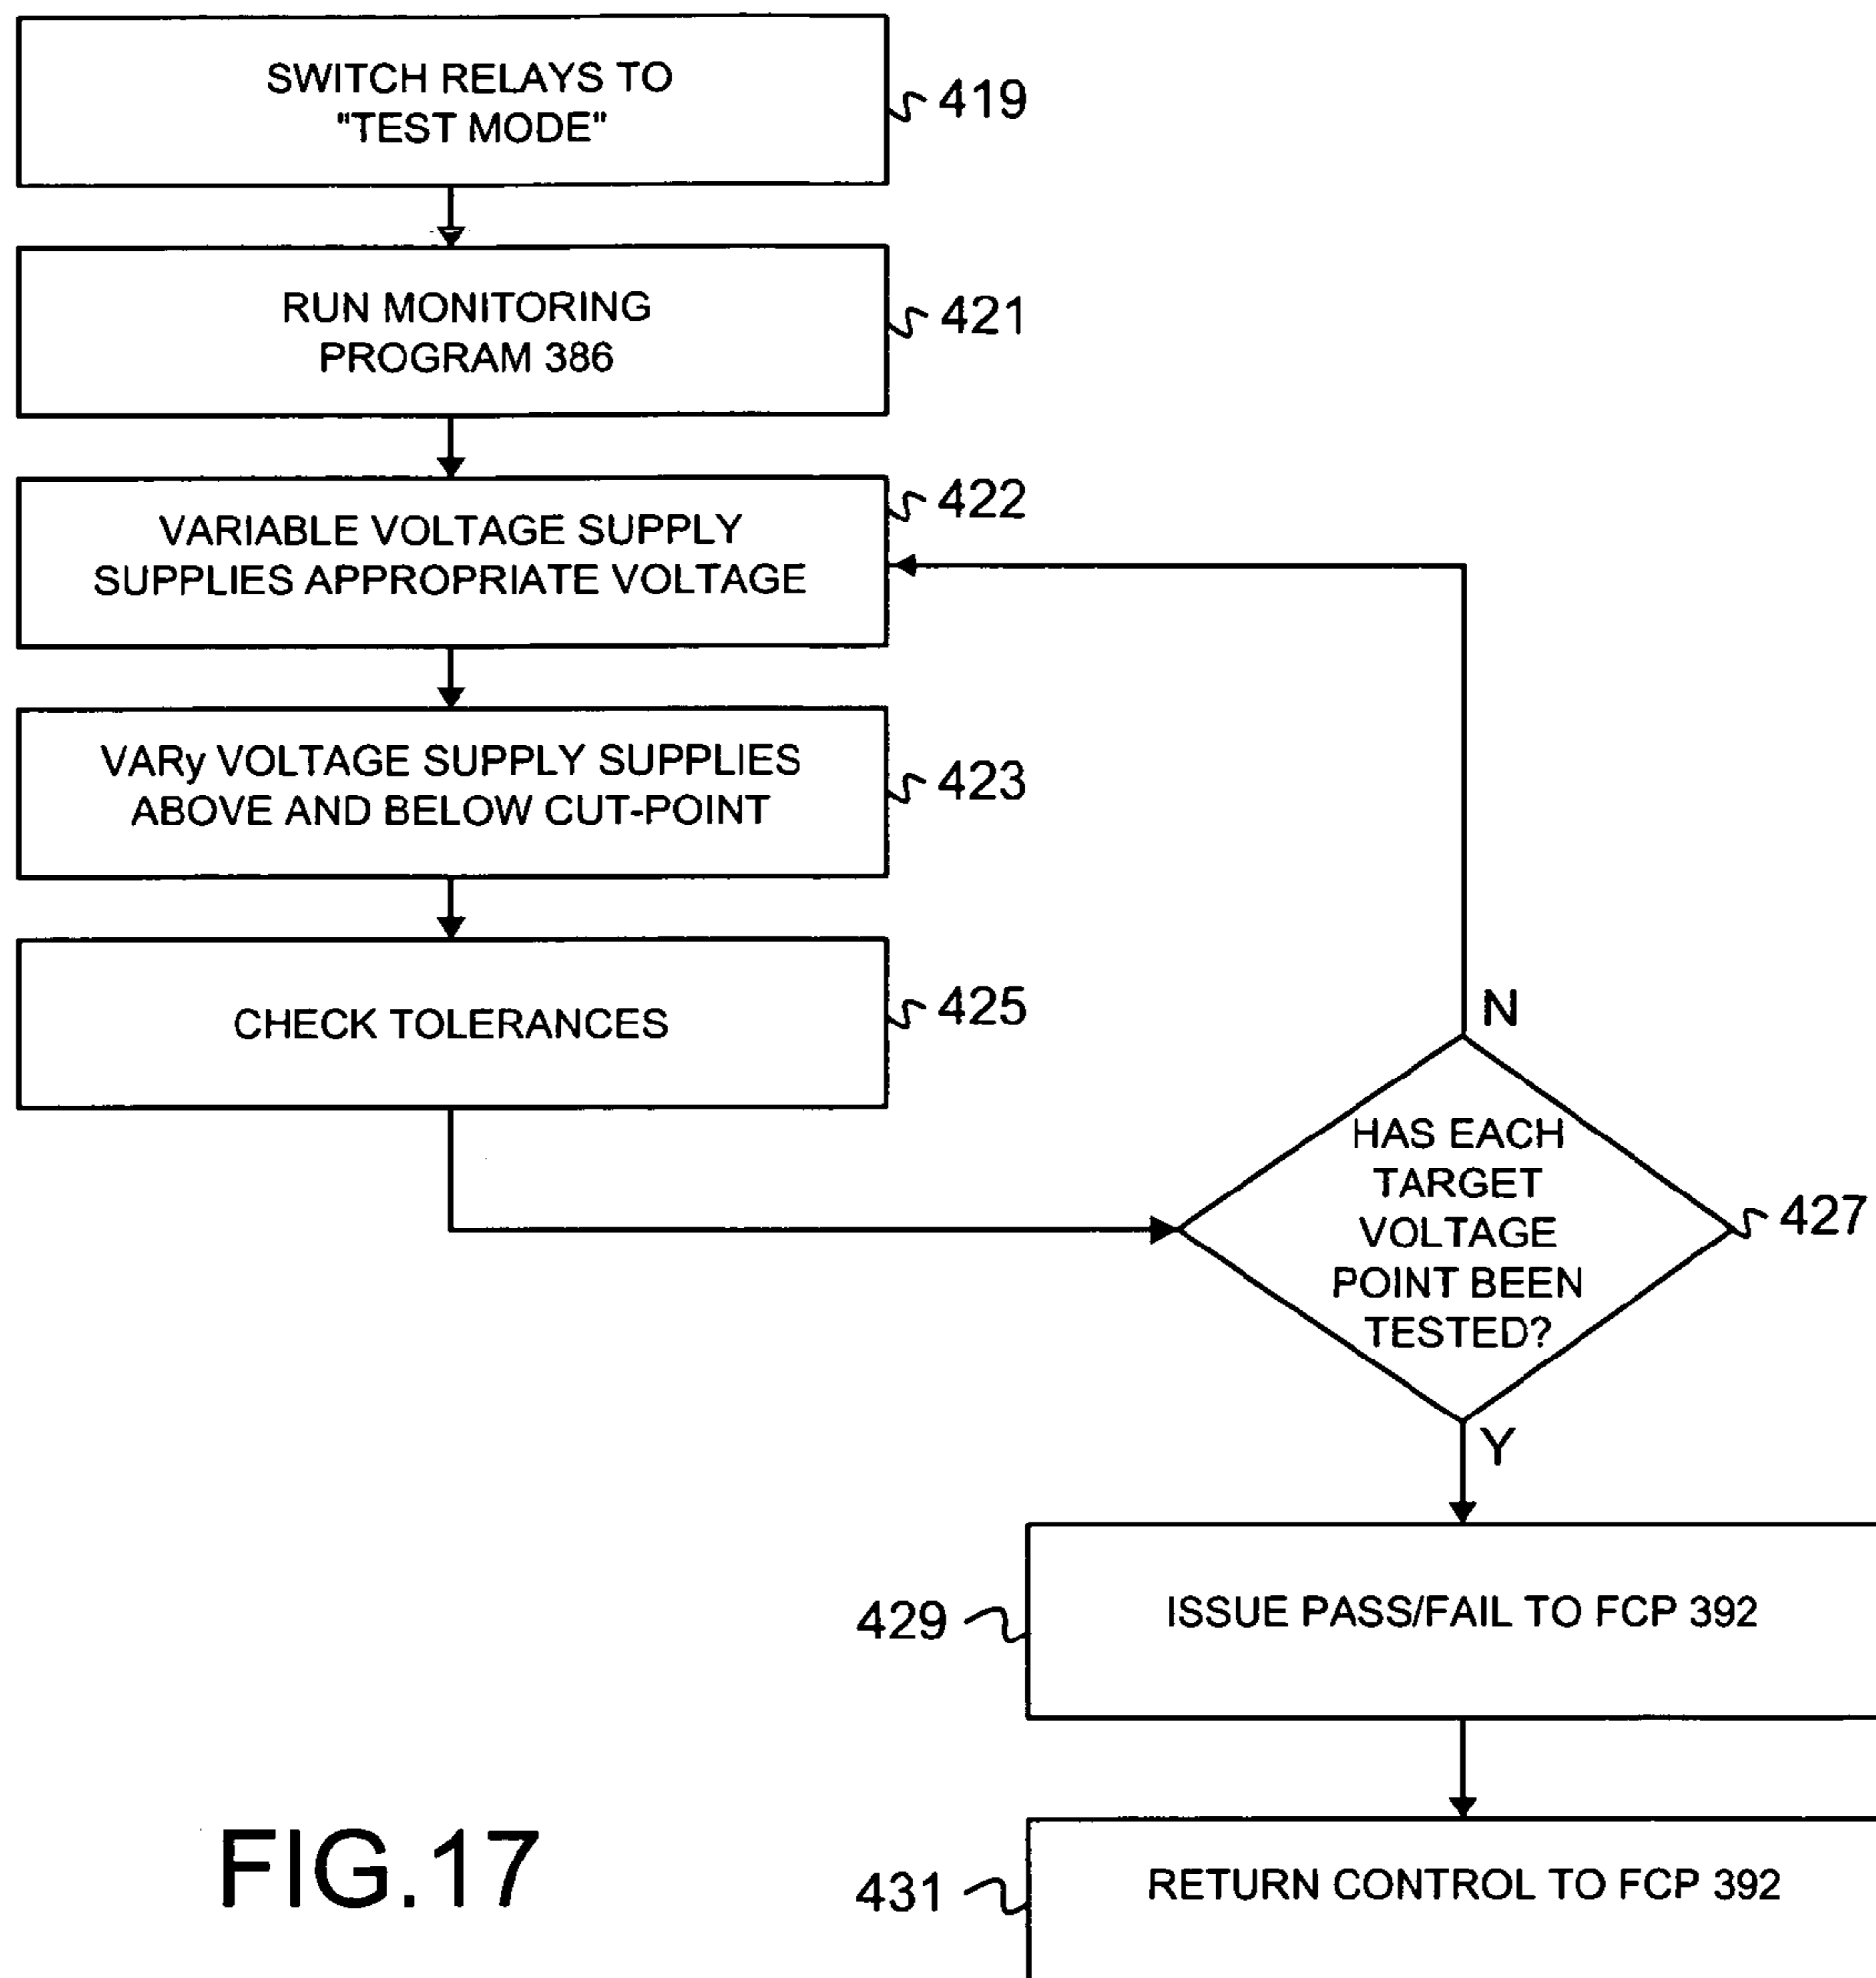 SWITCH RELAYS TO
"TEST MODE"
419
RUN MONITORING
PROGRAM 386
421
VARIABLE VOLTAGE SUPPLY
SUPPLIES APPROPRIATE VOLTAGE
422
VARy VOLTAGE SUPPLY SUPPLIES
ABOVE AND BELOW CUT-POINT
423
CHECK TOLERANCES
425
N
HAS EACH
TARGET
VOLTAGE
POINT BEEN
TESTED?
427
Y
ISSUE PASS/FAIL TO FCP 392
429
RETURN CONTROL TO FCP 392
431
FIG.17